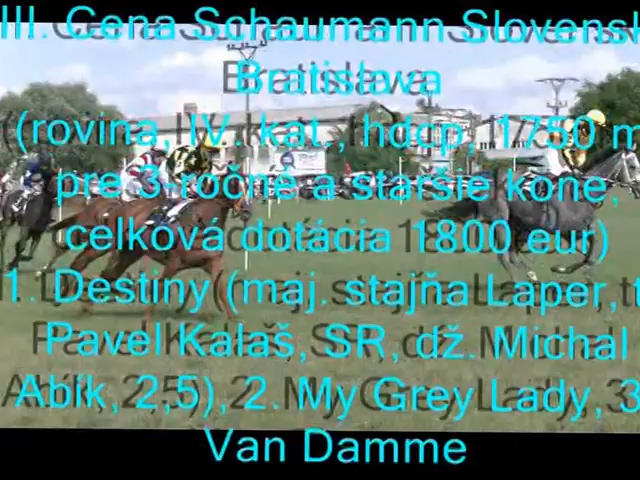 III. Cena Schaumann Slovensk
Bratislava
(rovina, IV. kat., hdcp, 1750 m
pre 3-ročné a staršie kone,
celková dotácia 1800 eur)
1. Destiny (maj. stajňa Laper, t
Pavel Kalaš, SR, dž. Michal
Abík, 2,5), 2. My Grey Lady, 3
Van Damme